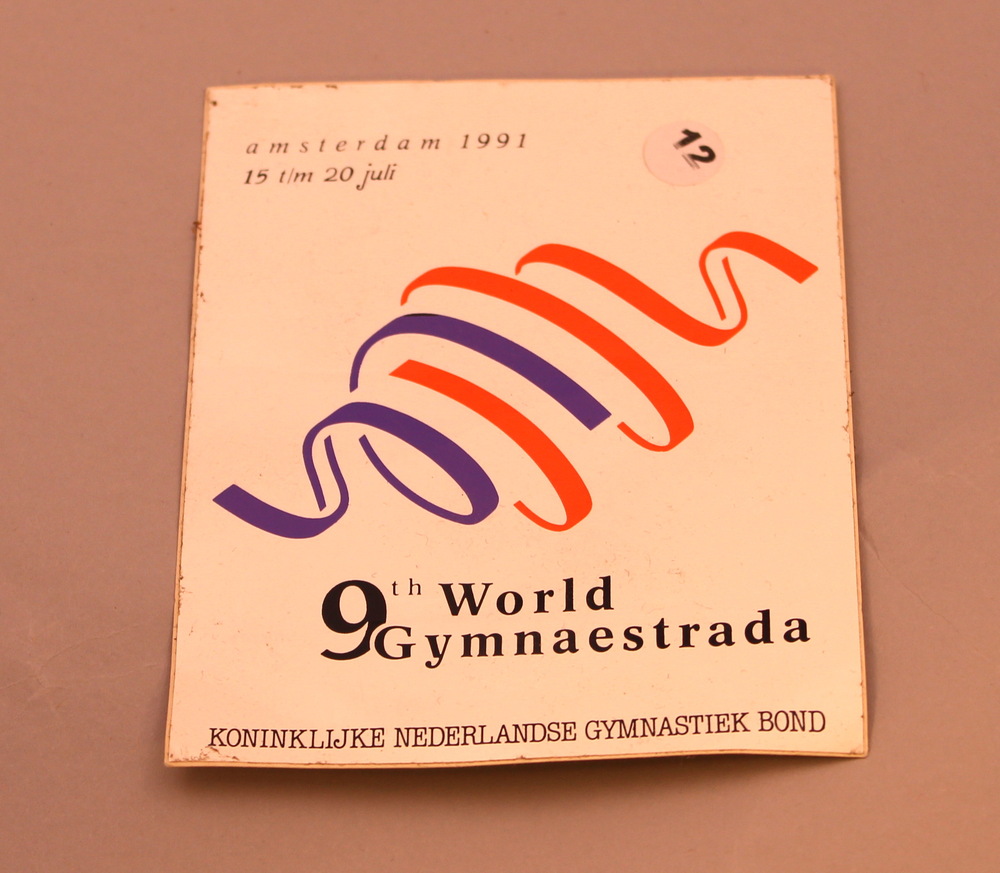 amsterdam 1991
15 t/m 20 juli
12
9th World
Gymnaestrada
KONINKLIJKE NEDERLANDSE GYMNASTIEK BOND